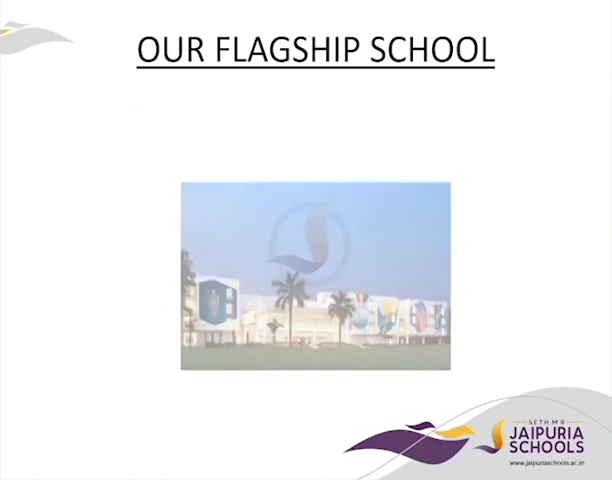 OUR FLAGSHIP SCHOOL
SETH M R
JAIPURIA
SCHOOLS
www.jaipuriaschools.ac.in